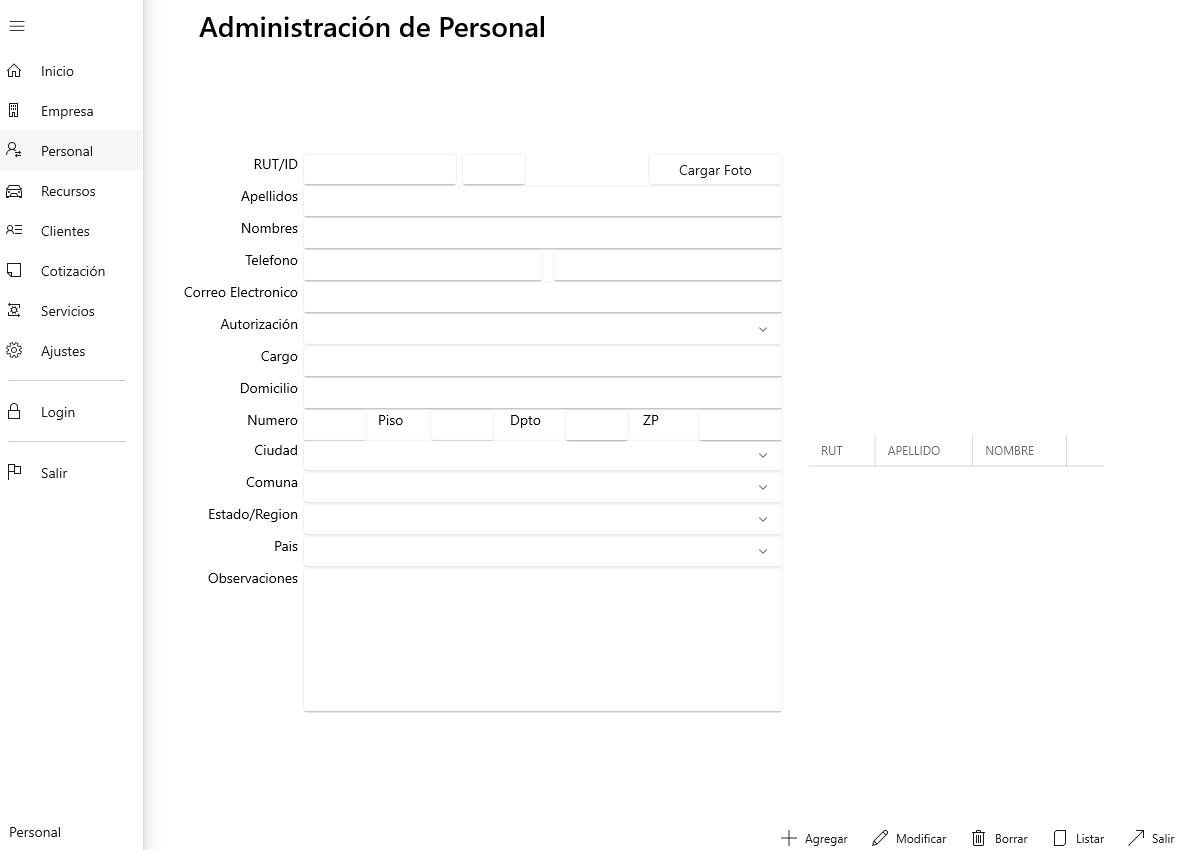 Administración de Personal
Inicio
Empresa
Personal
Recursos
Clientes
Cotización
Servicios
Ajustes
Login
Salir
Personal
RUT/ID Cargar Foto
Apellidos
Nombres
Telefono
Correo Electronico
Autorización
Cargo
Domicilio
Numero Piso Dpto ZP
Ciudad
Comuna
Estado/Region
Pais
Observaciones
RUT APELLIDO NOMBRE
Agregar Modificar Borrar Listar Salir